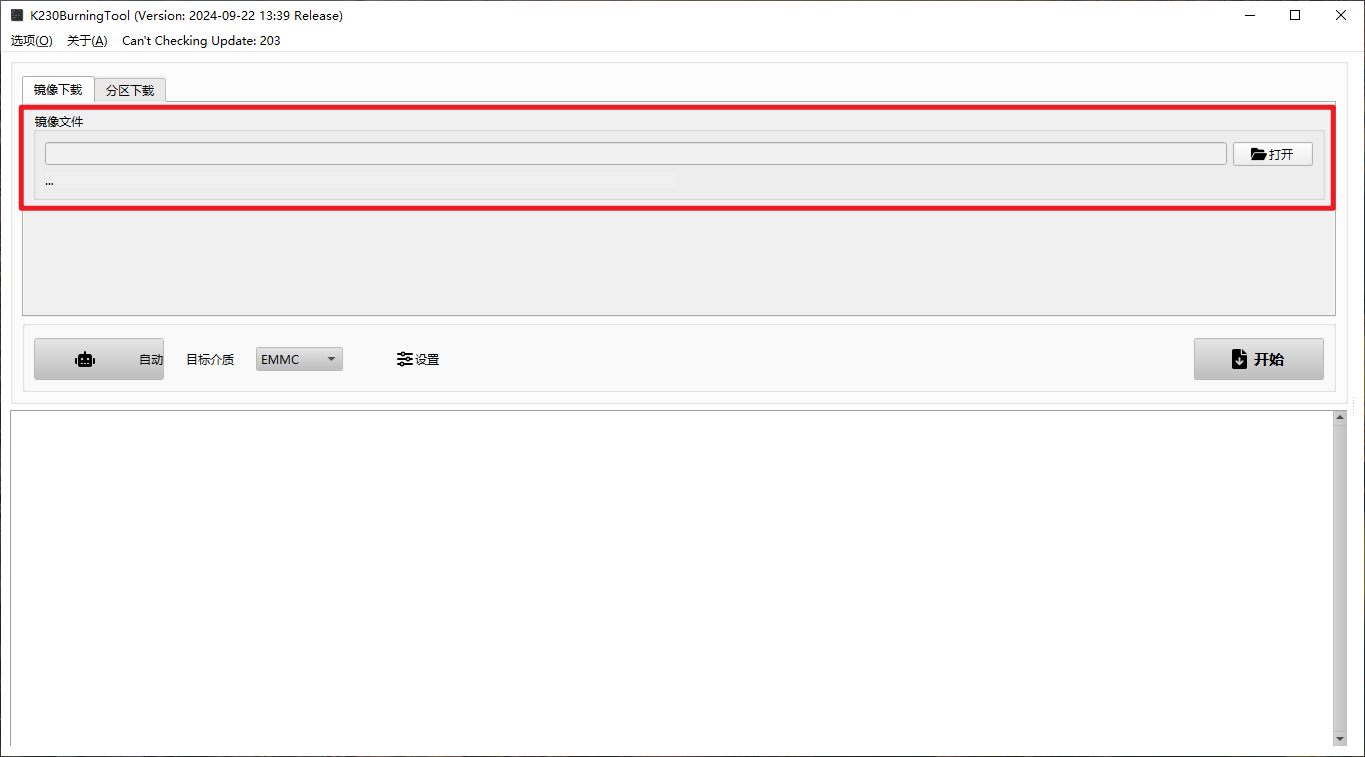 K230BurningTool (Version: 2024-09-22 13:39 Release)
选项(O) 关于(A) Can't Checking Update: 203
镜像下载 分区下载
镜像文件
打开
...
自动 目标介质 EMMC 设置 开始